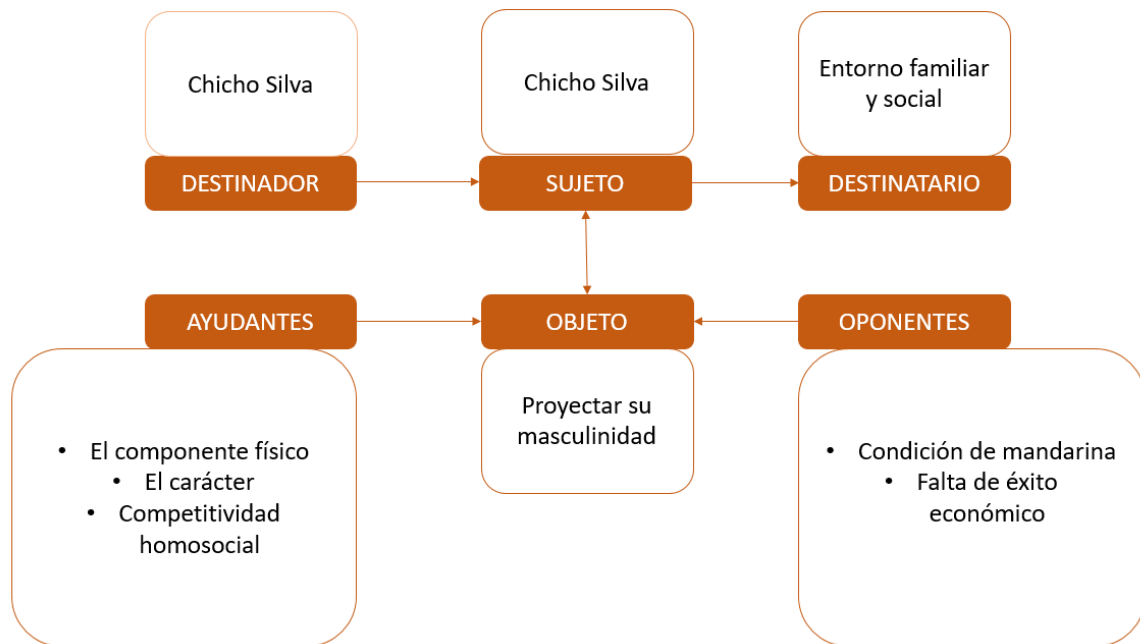 Chicho Silva
Chicho Silva
Entorno familiar
y social
DESTINADOR
SUJETO
DESTINATARIO
AYUDANTES
OBJETO
OPONENTES
• El componente físico
• El carácter
• Competitividad
homosocial
Proyectar su
masculinidad
• Condición de mandarina
• Falta de éxito
económico